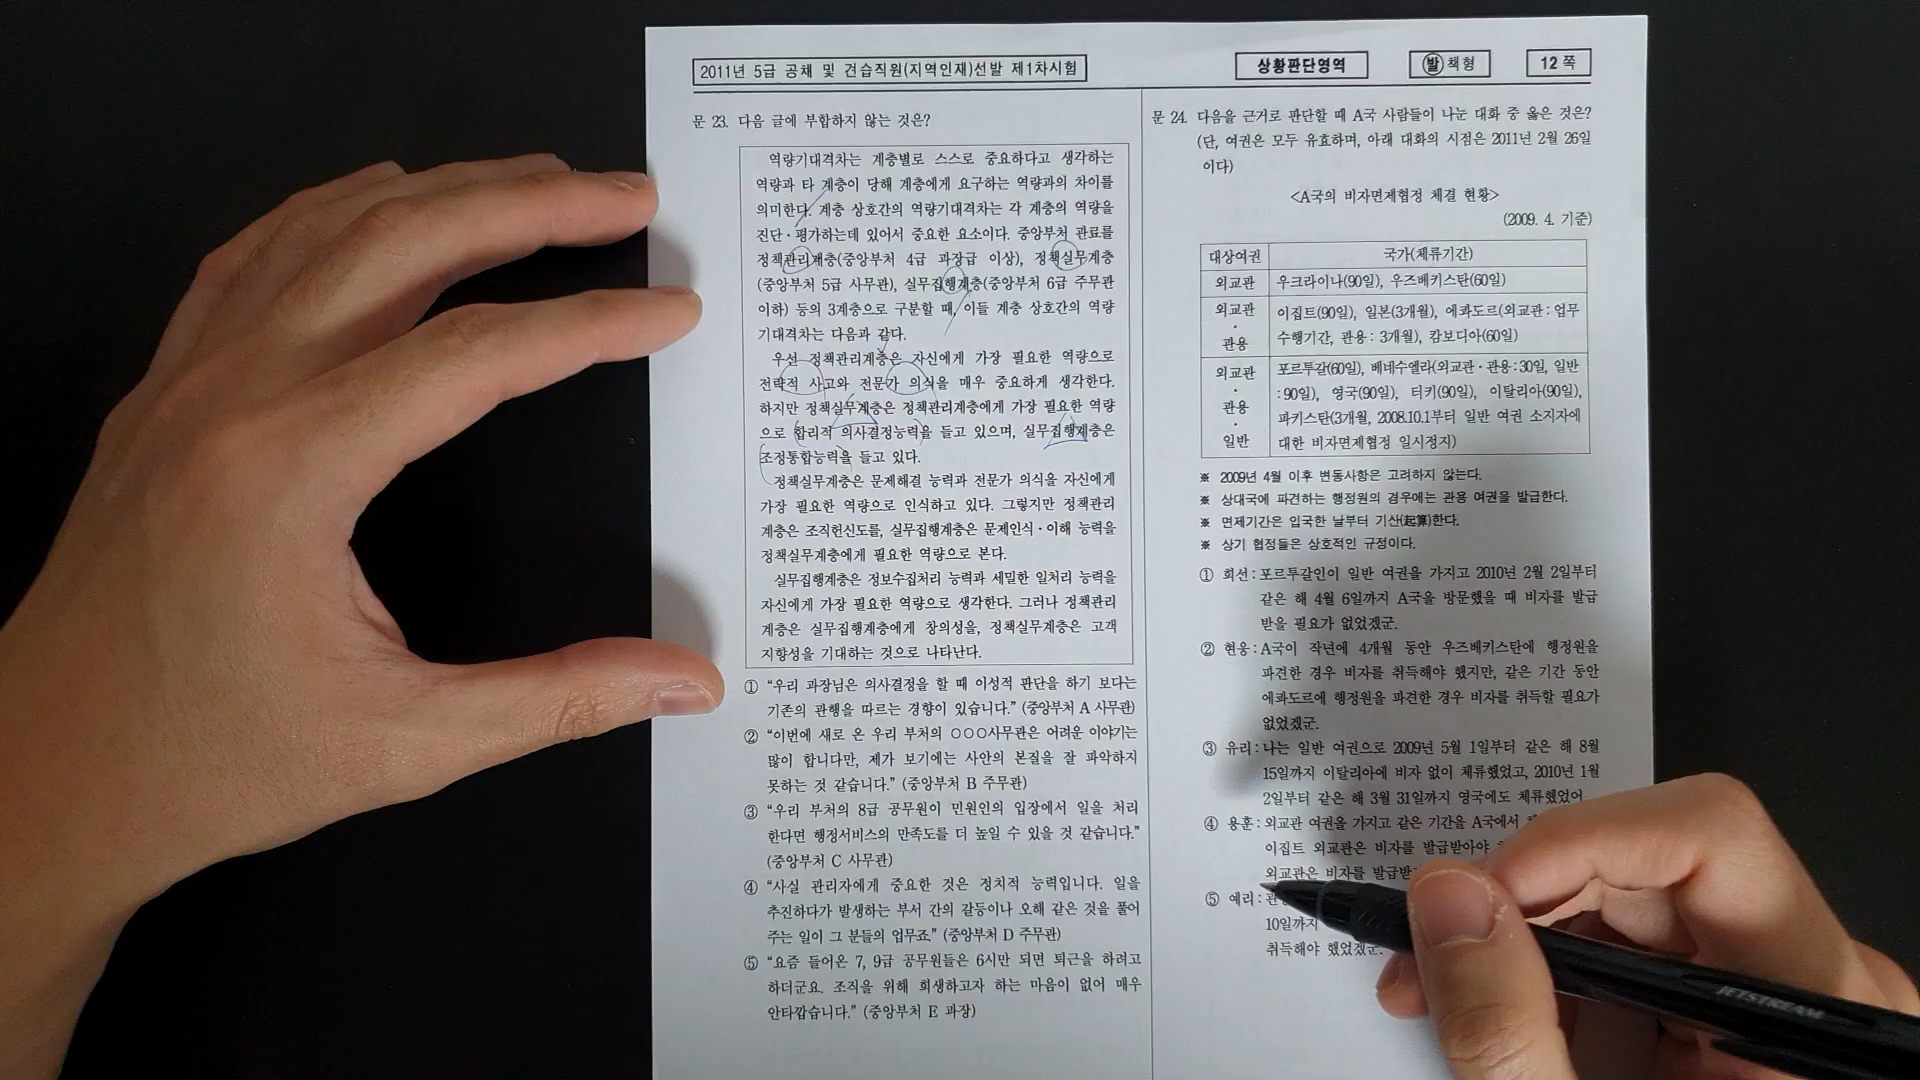 2011년 5급 공채 및 견습직원(지역인재)선발 제1차시험
상황판단영역
발 책형
12 쪽
문 23. 다음 글에 부합하지 않는 것은?
역량기대격차는 계층별로 스스로 중요하다고 생각하는
역량과 타 계층이 당해 계층에게 요구하는 역량과의 차이를
의미한다. 계층 상호간의 역량기대격차는 각 계층의 역량을
진단·평가하는데 있어서 중요한 요소이다. 중앙부처 관료를
정책관리계층(중앙부처 4급 과장급 이상), 정책실무계층
(중앙부처 5급 사무관), 실무집행계층(중앙부처 6급 주무관
이하) 등의 3계층으로 구분할 때, 이들 계층 상호간의 역량
기대격차는 다음과 같다.
우선 정책관리계층은 자신에게 가장 필요한 역량으로
전략적 사고와 전문가 의식을 매우 중요하게 생각한다.
하지만 정책실무계층은 정책관리계층에게 가장 필요한 역량
으로 합리적 의사결정능력을 들고 있으며, 실무집행계층은
조정통합능력을 들고 있다.
정책실무계층은 문제해결 능력과 전문가 의식을 자신에게
가장 필요한 역량으로 인식하고 있다. 그렇지만 정책관리
계층은 조직헌신도를, 실무집행계층은 문제인식·이해 능력을
정책실무계층에게 필요한 역량으로 본다.
실무집행계층은 정보수집처리 능력과 세밀한 일처리 능력을
자신에게 가장 필요한 역량으로 생각한다. 그러나 정책관리
계층은 실무집행계층에게 창의성을, 정책실무계층은 고객
지향성을 기대하는 것으로 나타난다.
① “우리 과장님은 의사결정을 할 때 이성적 판단을 하기 보다는
기존의 관행을 따르는 경향이 있습니다.” (중앙부처 A 사무관)
② “이번에 새로 온 우리 부처의 ○○○사무관은 어려운 이야기는
많이 합니다만, 제가 보기에는 사안의 본질을 잘 파악하지
못하는 것 같습니다.” (중앙부처 B 주무관)
③ “우리 부처의 8급 공무원이 민원인의 입장에서 일을 처리
한다면 행정서비스의 만족도를 더 높일 수 있을 것 같습니다.”
(중앙부처 C 사무관)
④ “사실 관리자에게 중요한 것은 정치적 능력입니다. 일을
추진하다가 발생하는 부서 간의 갈등이나 오해 같은 것을 풀어
주는 일이 그 분들의 업무죠.” (중앙부처 D 주무관)
⑤ “요즘 들어온 7, 9급 공무원들은 6시만 되면 퇴근을 하려고
하더군요. 조직을 위해 희생하고자 하는 마음이 없어 매우
안타깝습니다.” (중앙부처 E 과장)
문 24. 다음을 근거로 판단할 때 A국 사람들이 나눈 대화 중 옳은 것은?
(단, 여권은 모두 유효하며, 아래 대화의 시점은 2011년 2월 26일
이다)
<A국의 비자면제협정 체결 현황>
(2009. 4. 기준)
대상여권 국가(체류기간)
외교관 우크라이나(90일), 우즈베키스탄(60일)
외교관 이집트(90일), 일본(3개월), 에콰도르(외교관 : 업무
·
관용 수행기간, 관용 : 3개월), 캄보디아(60일)
외교관 포르투갈(60일), 베네수엘라(외교관·관용 : 30일, 일반
· : 90일), 영국(90일), 터키(90일), 이탈리아(90일),
관용 파키스탄(3개월, 2008.10.1부터 일반 여권 소지자에
·
일반 대한 비자면제협정 일시정지)
※ 2009년 4월 이후 변동사항은 고려하지 않는다.
※ 상대국에 파견하는 행정원의 경우에는 관용 여권을 발급한다.
※ 면제기간은 입국한 날부터 기산(起算)한다.
※ 상기 협정들은 상호적인 규정이다.
① 희선 : 포르투갈인이 일반 여권을 가지고 2010년 2월 2일부터
같은 해 4월 6일까지 A국을 방문했을 때 비자를 발급
받을 필요가 없었겠군.
② 현웅 : A국이 작년에 4개월 동안 우즈베키스탄에 행정원을
파견한 경우 비자를 취득해야 했지만, 같은 기간 동안
에콰도르에 행정원을 파견한 경우 비자를 취득할 필요가
없었겠군.
③ 유리 : 나는 일반 여권으로 2009년 5월 1일부터 같은 해 8월
15일까지 이탈리아에 비자 없이 체류했었고, 2010년 1월
2일부터 같은 해 3월 31일까지 영국에도 체류했었어
④ 용훈 : 외교관 여권을 가지고 같은 기간을 A국에서
이집트 외교관은 비자를 발급받아야
외교관은 비자를
⑤ 예리 :
10일까지
취득해야 했었겠군.
JETSTREAM